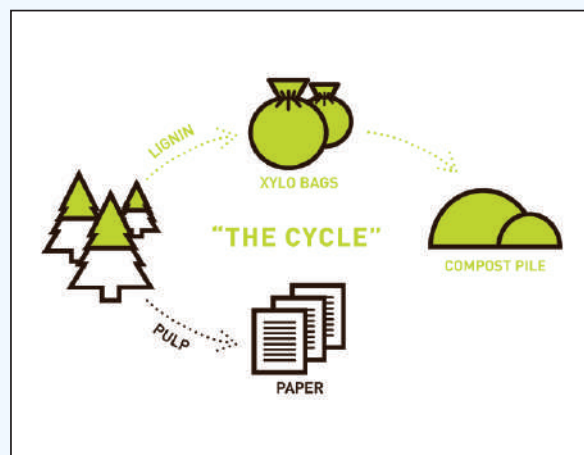 LIGNIN
XYLO BAGS
"THE CYCLE"
COMPOST PILE
PULP
PAPER